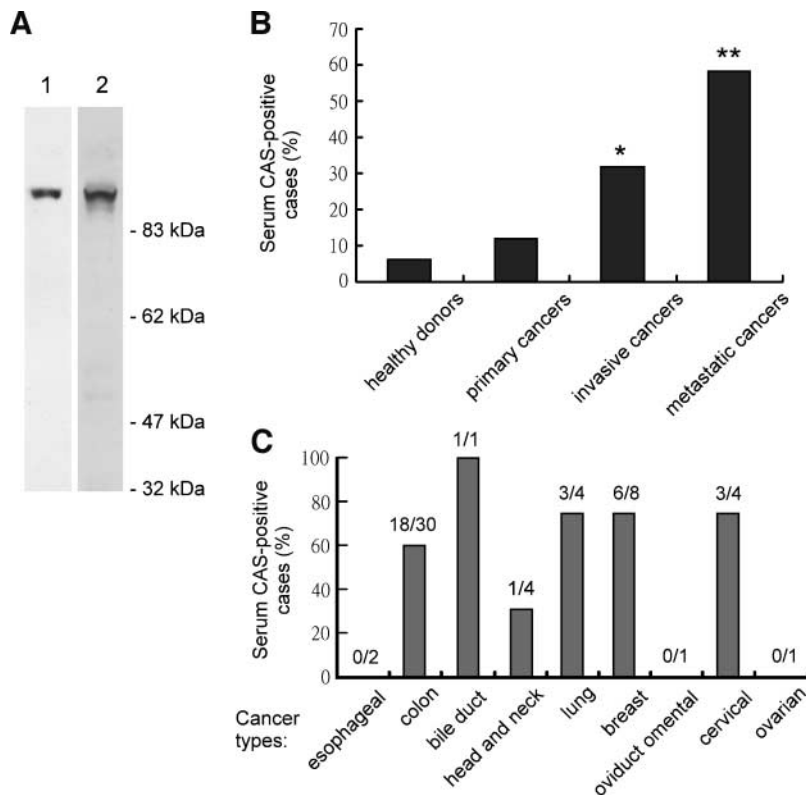 A
1 2
- 83 kDa
- 62 kDa
- 47 kDa
- 32 kDa
B
Serum CAS-positive
cases (%)
70
60
50
40
30
20
10
0
*
**
healthy donors
primary cancers
invasive cancers
metastatic cancers
C
Serum CAS-positive
cases (%)
100
80
60
40
20
0
0/2
18/30
1/1
1/4
3/4
6/8
0/1
3/4
0/1
Cancer
types:
esophageal
colon
bile duct
head and neck
lung
breast
oviduct omental
cervical
ovarian